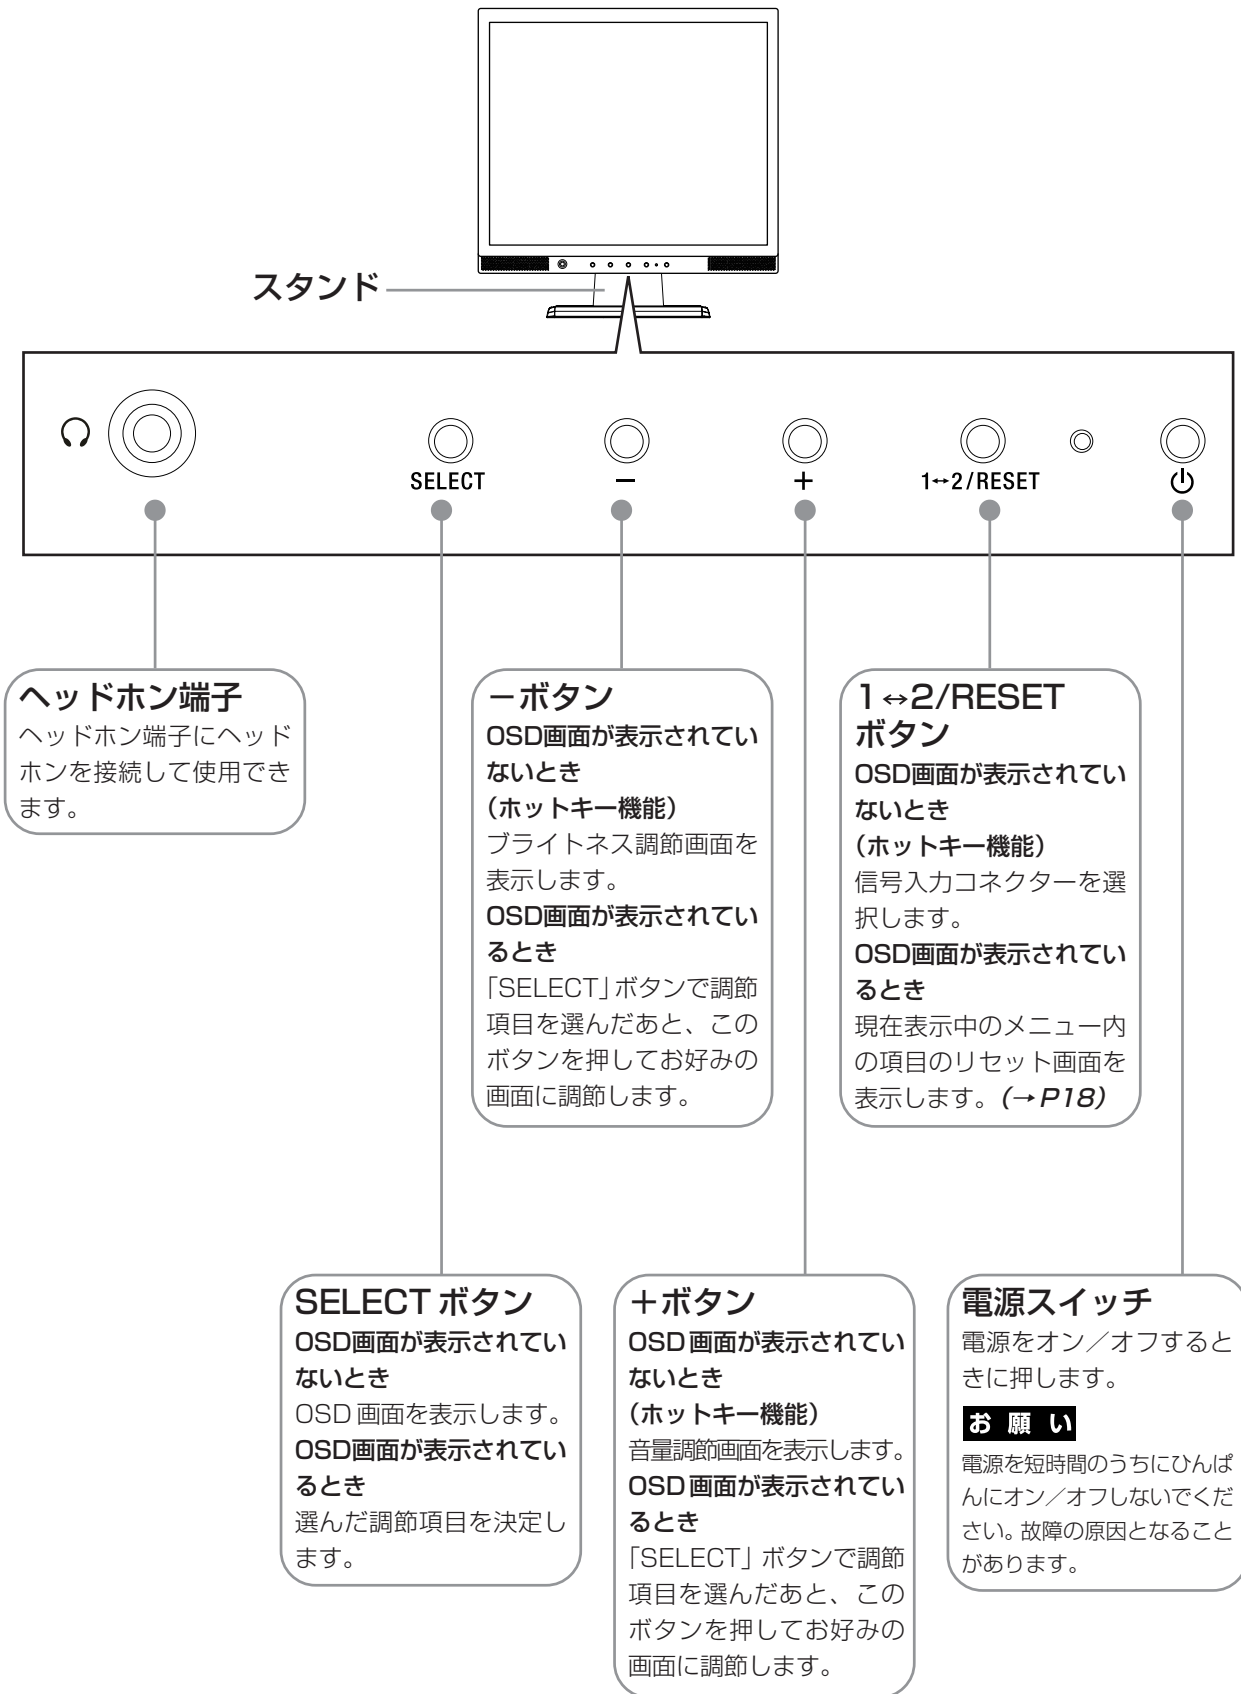 スタンド
SELECT
−
+
1↔2/RESET
ヘッドホン端子
ヘッドホン端子にヘッド
ホンを接続して使用でき
ます。
−ボタン
OSD画面が表示されてい
ないとき
(ホットキー機能)
ブライトネス調節画面を
表示します。
OSD画面が表示されてい
るとき
「SELECT」ボタンで調節
項目を選んだあと、この
ボタンを押してお好みの
画面に調節します。
1↔2/RESET
ボタン
OSD画面が表示されてい
ないとき
(ホットキー機能)
信号入力コネクターを選
択します。
OSD画面が表示されてい
るとき
現在表示中のメニュー内
の項目のリセット画面を
表示します。(→P18)
SELECT ボタン
OSD画面が表示されてい
ないとき
OSD 画面を表示します。
OSD画面が表示されてい
るとき
選んだ調節項目を決定し
ます。
+ボタン
OSD 画面が表示されてい
ないとき
(ホットキー機能)
音量調節画面を表示します。
OSD 画面が表示されてい
るとき
「SELECT」ボタンで調節
項目を選んだあと、この
ボタンを押してお好みの
画面に調節します。
電源スイッチ
電源をオン/オフすると
きに押します。
お 願 い
電源を短時間のうちにひんぱ
んにオン/オフしないでくだ
さい。故障の原因となること
があります。